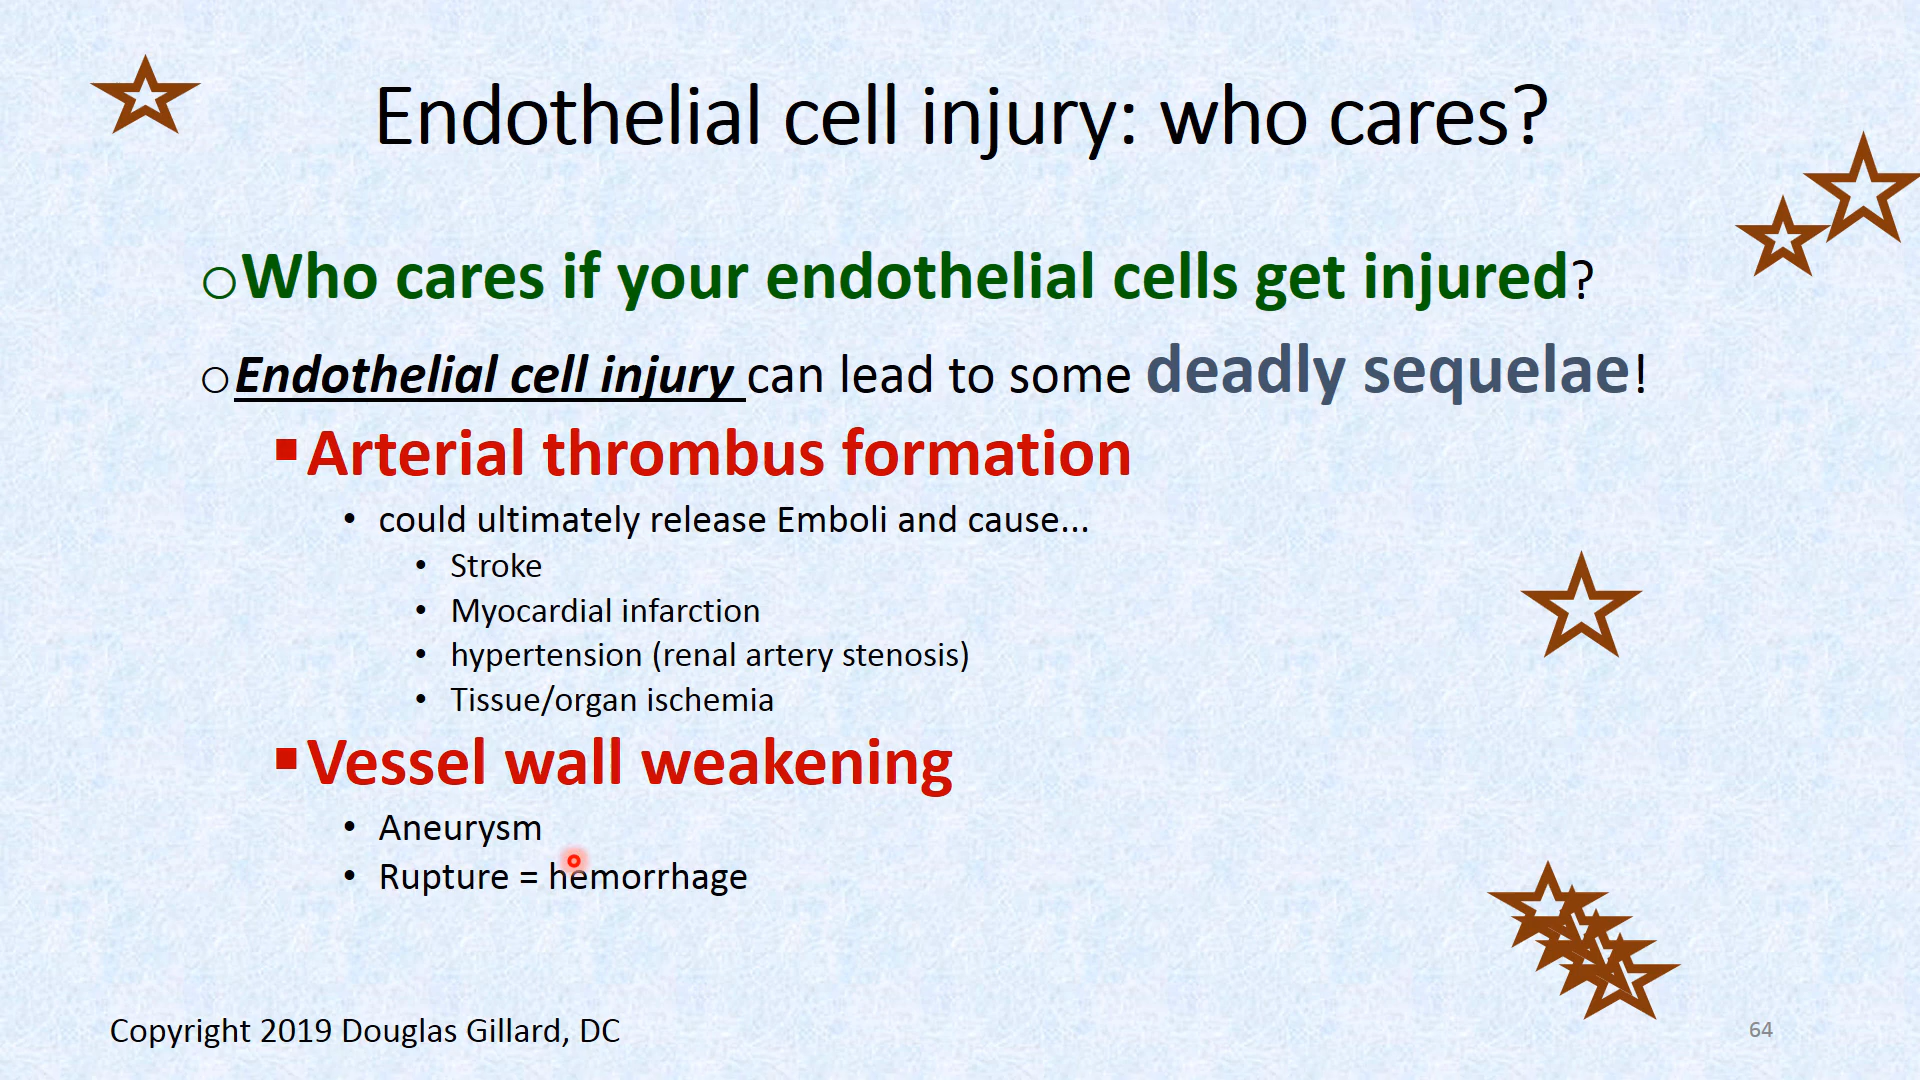 Endothelial cell injury: who cares?
Who cares if your endothelial cells get injured?
Endothelial cell injury can lead to some deadly sequelae!
Arterial thrombus formation
• could ultimately release Emboli and cause...
• Stroke
• Myocardial infarction
• hypertension (renal artery stenosis)
• Tissue/organ ischemia
Vessel wall weakening
• Aneurysm
• Rupture = hemorrhage
Copyright 2019 Douglas Gillard, DC
64